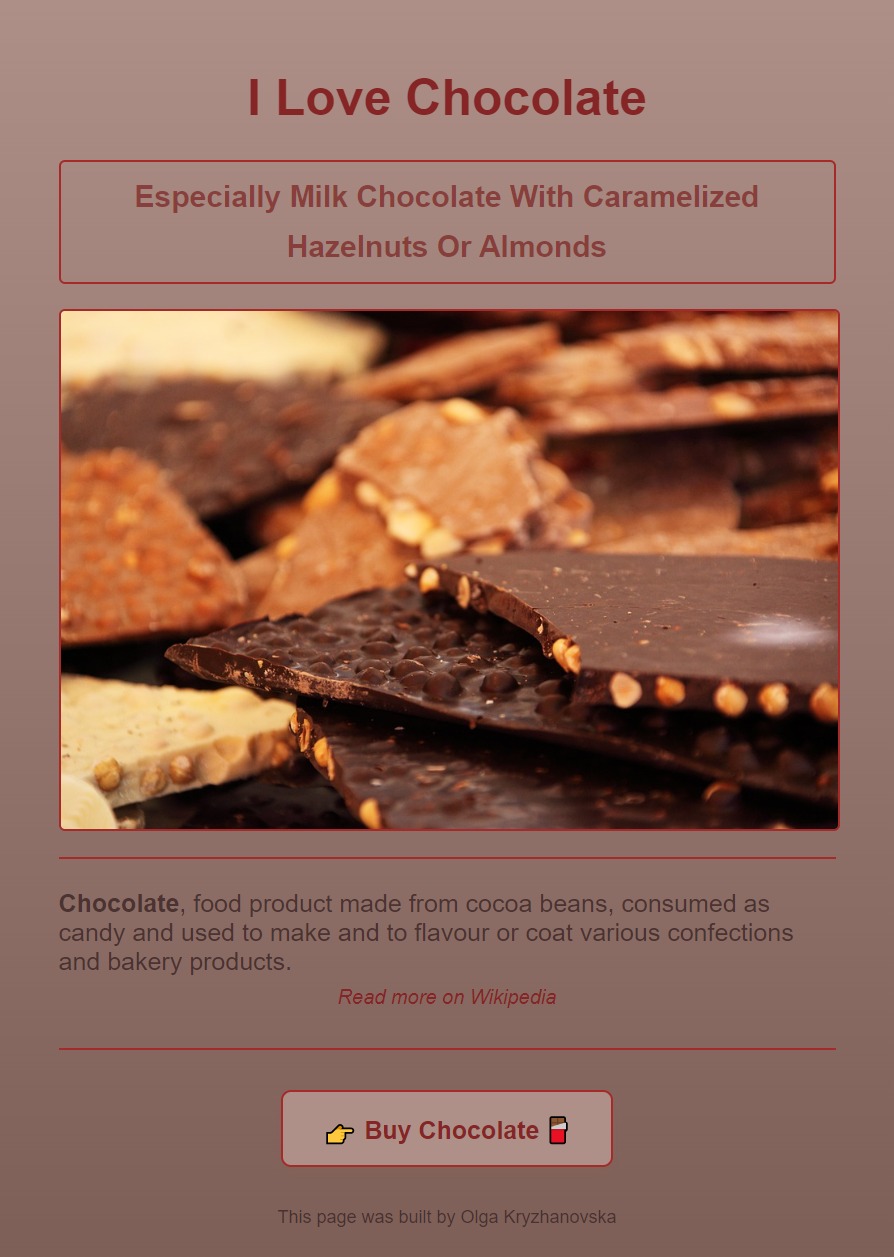 I Love Chocolate
Especially Milk Chocolate With Caramelized
Hazelnuts Or Almonds
Chocolate, food product made from cocoa beans, consumed as
candy and used to make and to flavour or coat various confections
and bakery products.
Read more on Wikipedia
👉 Buy Chocolate 🍫
This page was built by Olga Kryzhanovska